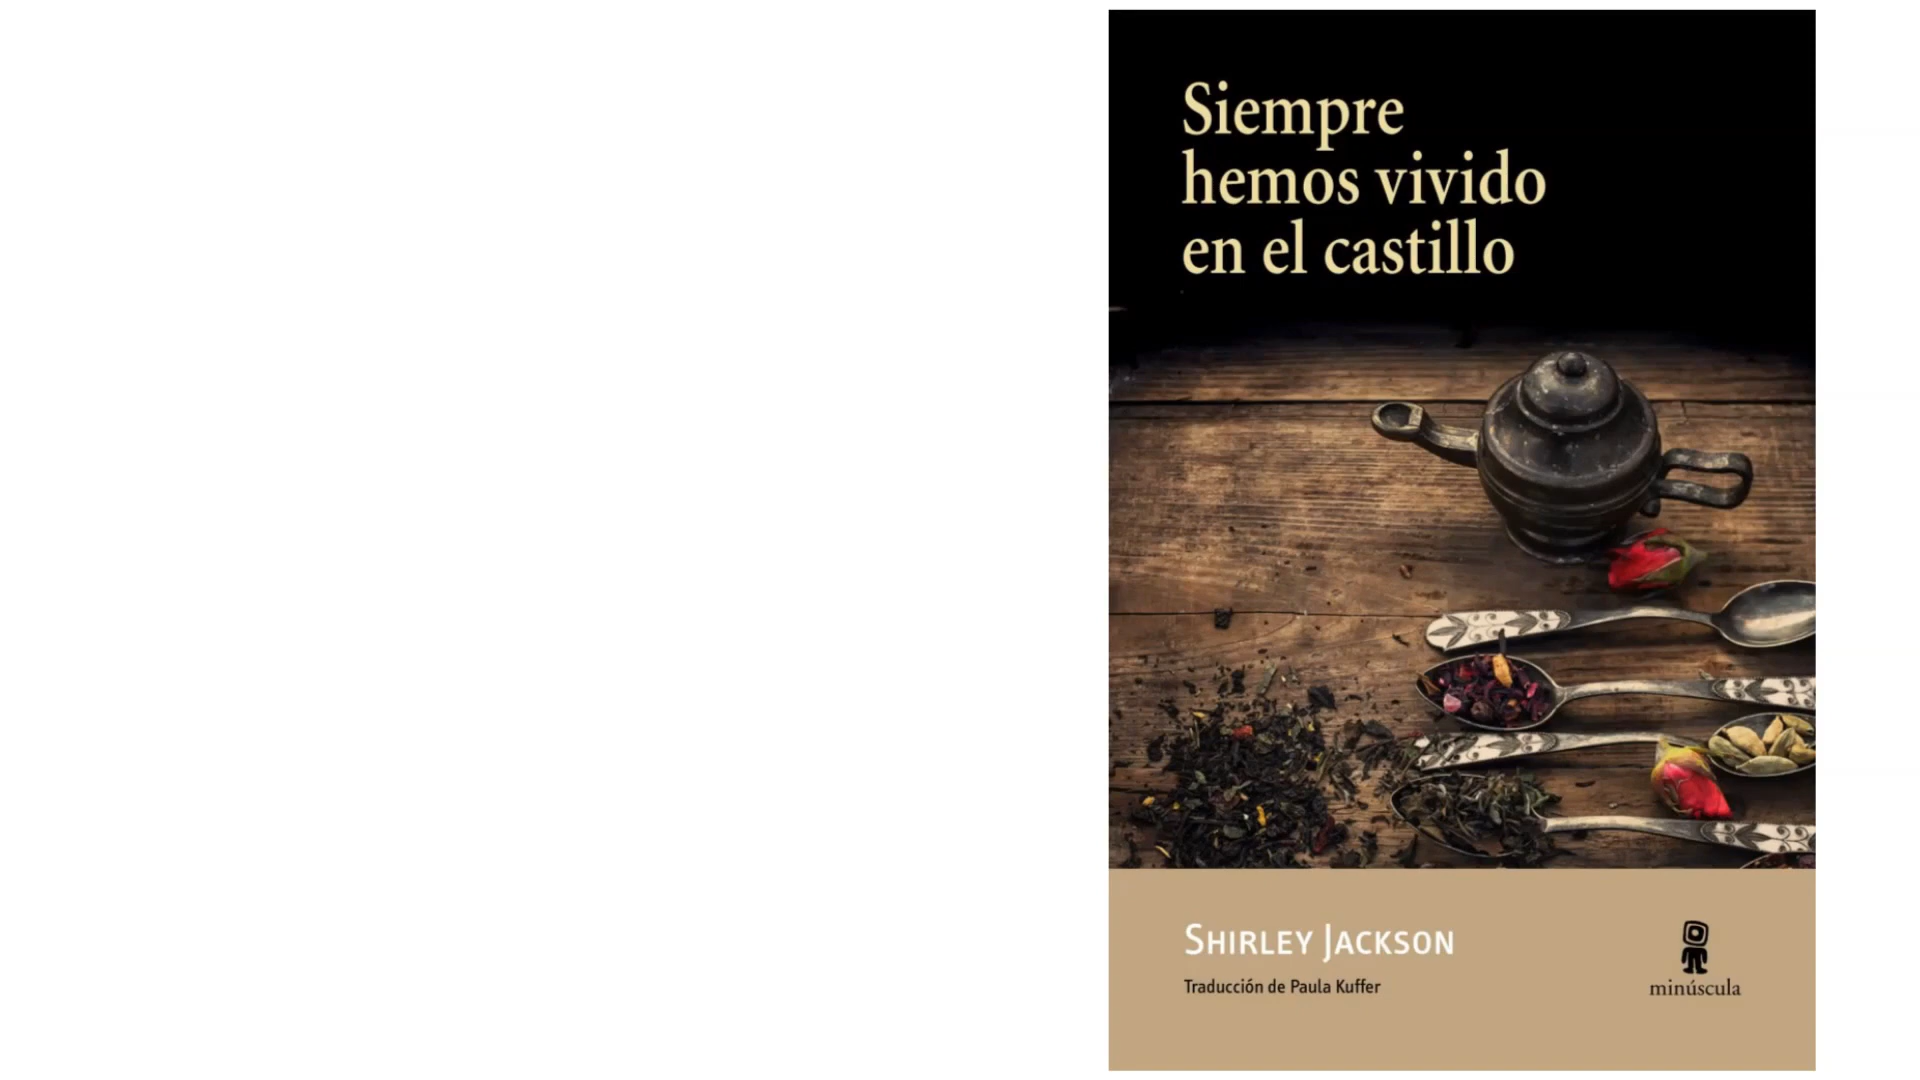 Siempre
hemos vivido
en el castillo
SHIRLEY JACKSON
Traducción de Paula Kuffer
minúscula